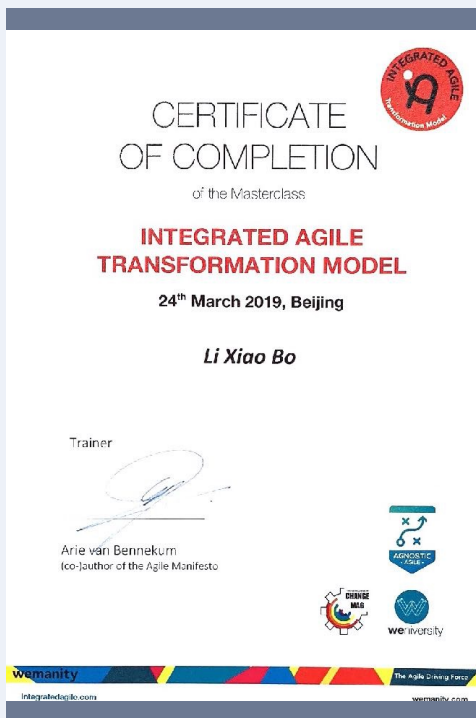 INTEGRATED AGILE
Transformation Model
CERTIFICATE
OF COMPLETION
of the Masterclass
INTEGRATED AGILE
TRANSFORMATION MODEL
24th March 2019, Beijing
Li Xiao Bo
Trainer
Arie van Bennekum
(co-)author of the Agile Manifesto
AGNOSTIC
- AGILE -
CHANGE
MAG
weniversity
wemanity
The Agile Driving Force
integratedagile.com
wemanity.com